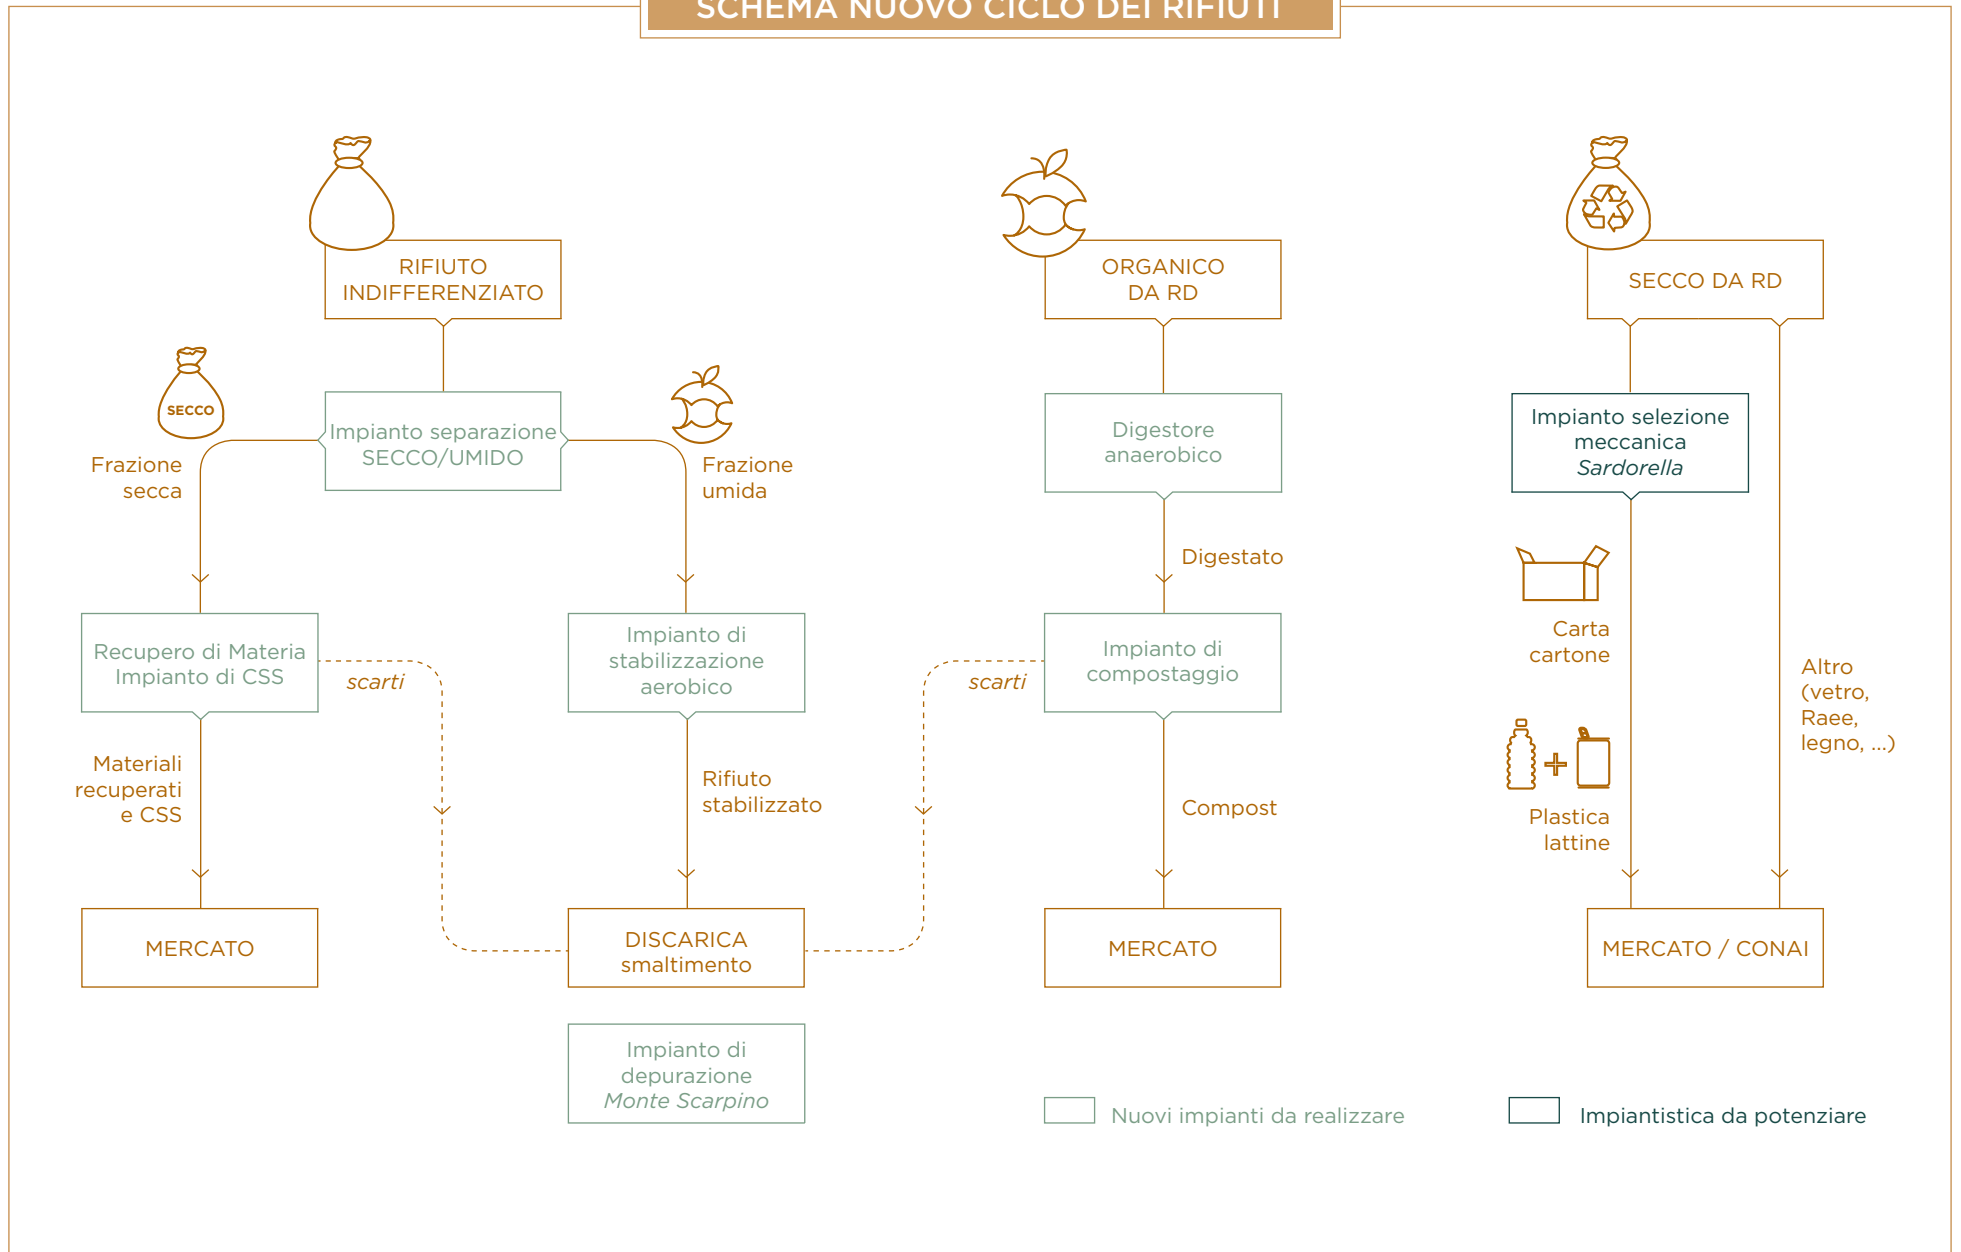 SCHEMA NUOVO CICLO DEI RIFIUTI
RIFIUTO
INDIFFERENZIATO
ORGANICO
DA RD
SECCO DA RD
SECCO
Impianto separazione
SECCO/UMIDO
Frazione
secca
Frazione
umida
Digestore
anaerobico
Impianto selezione
meccanica
Sardorella
Digestato
Recupero di Materia
Impianto di CSS
scarti
Impianto di
stabilizzazione
aerobico
scarti
Impianto di
compostaggio
Carta
cartone
Altro
(vetro,
Raee,
legno, ...)
Materiali
recuperati
e CSS
Rifiuto
stabilizzato
Compost
Plastica
lattine
MERCATO
DISCARICA
smaltimento
MERCATO
MERCATO / CONAI
Impianto di
depurazione
Monte Scarpino
Nuovi impianti da realizzare
Impiantistica da potenziare